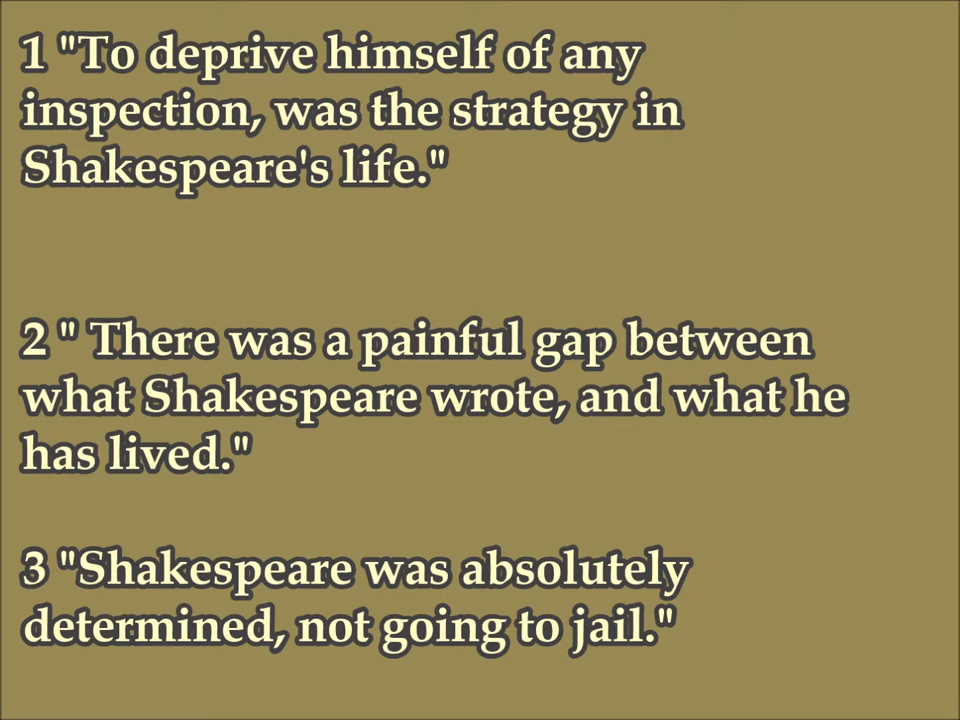 1 "To deprive himself of any
inspection, was the strategy in
Shakespeare's life."
2 " There was a painful gap between
what Shakespeare wrote, and what he
has lived."
3 "Shakespeare was absolutely
determined, not going to jail."